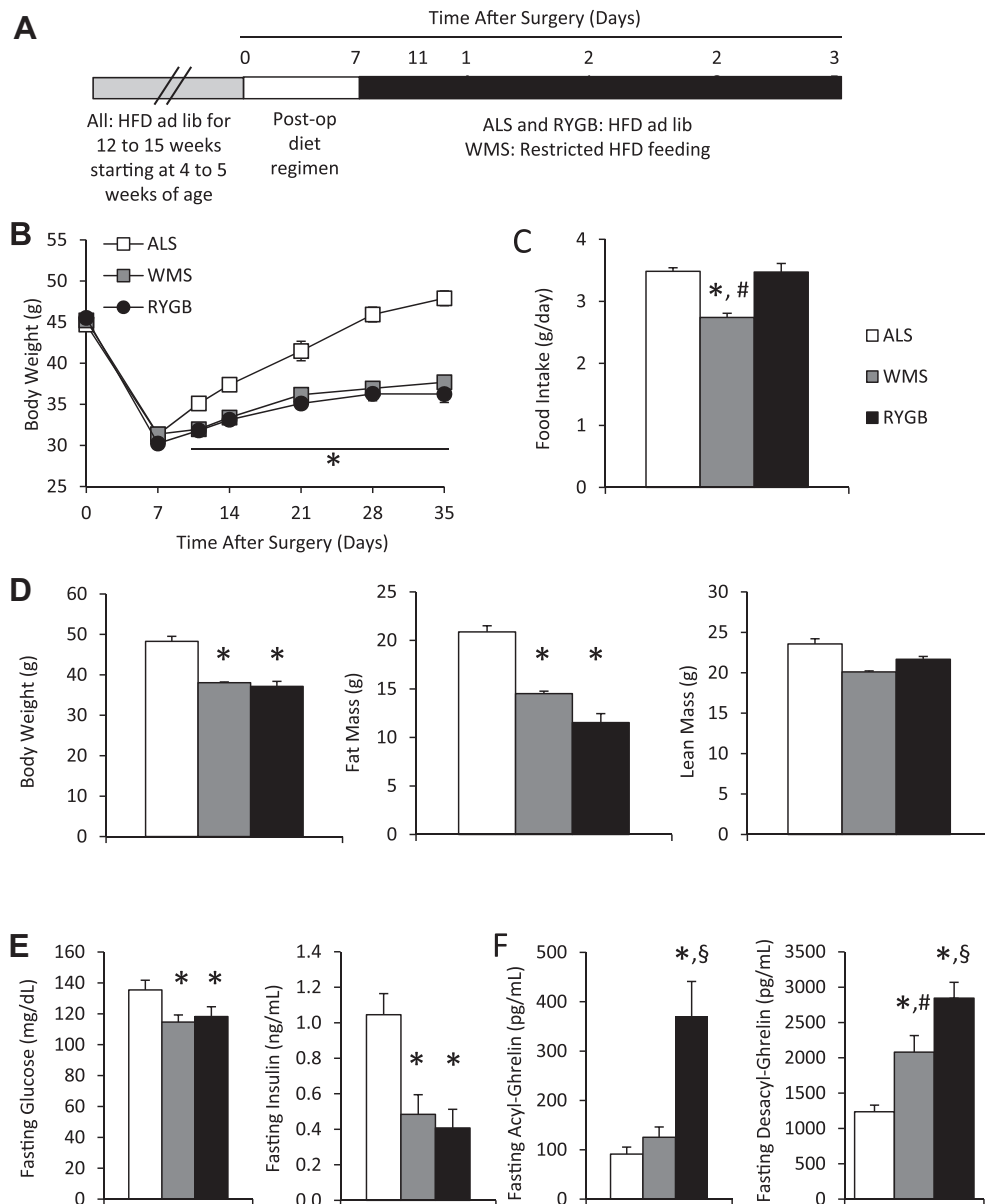 A
Time After Surgery (Days)
0 7 11 1 2 2 3
All: HFD ad lib for
12 to 15 weeks
starting at 4 to 5
weeks of age
Post-op
diet
regimen
ALS and RYGB: HFD ad lib
WMS: Restricted HFD feeding
B
Body Weight (g)
55
50
45
40
35
30
25
ALS
WMS
RYGB
*
0 7 14 21 28 35
Time After Surgery (Days)
C
Food Intake (g/day)
4
3
2
1
0
*, #
ALS
WMS
RYGB
D
Body Weight (g)
60
50
40
30
20
10
0
* *
Fat Mass (g)
25
20
15
10
5
0
* *
Lean Mass (g)
30
25
20
15
10
5
0
E
Fasting Glucose (mg/dL)
160
140
120
100
80
60
40
20
0
* *
Fasting Insulin (ng/mL)
1.4
1.2
1.0
0.8
0.6
0.4
0.2
0.0
* *
F
Fasting Acyl-Ghrelin (pg/mL)
500
400
300
200
100
0
*,§
Fasting Desacyl-Ghrelin (pg/mL)
3500
3000
2500
2000
1500
1000
500
0
*,#
*,§